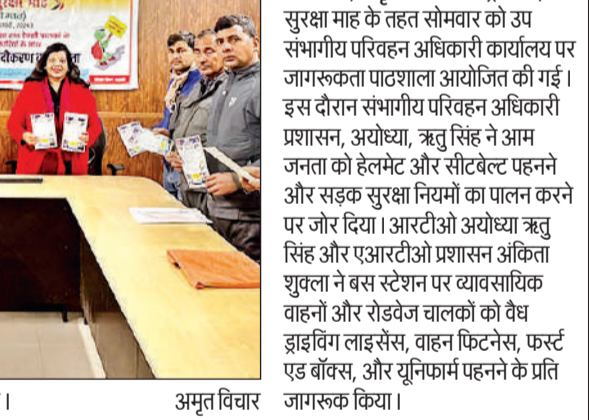 सुरक्षा माह के तहत सोमवार को उप
संभागीय परिवहन अधिकारी कार्यालय पर
जागरूकता पाठशाला आयोजित की गई।
इस दौरान संभागीय परिवहन अधिकारी
प्रशासन, अयोध्या, ऋतु सिंह ने आम
जनता को हेलमेट और सीटबेल्ट पहनने
और सड़क सुरक्षा नियमों का पालन करने
पर जोर दिया। आरटीओ अयोध्या ऋतु
सिंह और एआरटीओ प्रशासन अंकिता
शुक्ला ने बस स्टेशन पर व्यावसायिक
वाहनों और रोडवेज चालकों को वैध
ड्राइविंग लाइसेंस, वाहन फिटनेस, फर्स्ट
एड बॉक्स, और यूनिफार्म पहनने के प्रति
जागरूक किया।
। अमृत विचार